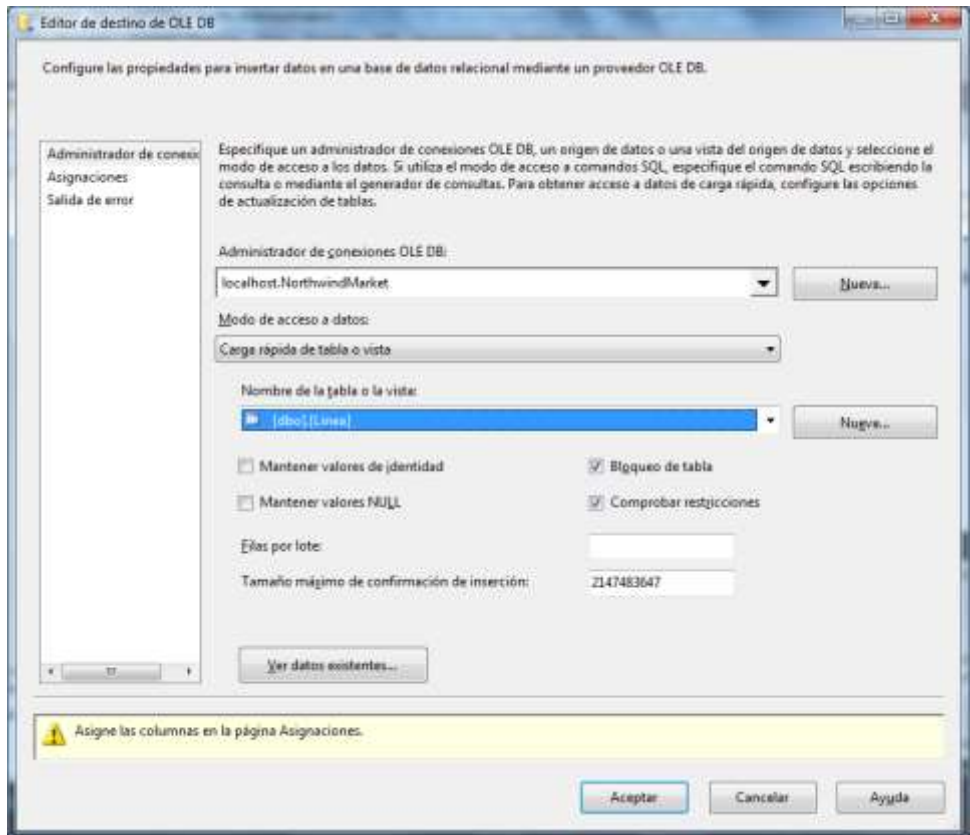 Editor de destino de OLE DB
Configure las propiedades para insertar datos en una base de datos relacional mediante un proveedor OLE DB.
Administrador de conexic
Asignaciones
Salida de error
Especifique un administrador de conexiones OLE DB, un origen de datos o una vista del origen de datos y seleccione el
modo de acceso a los datos. Si utiliza el modo de acceso a comandos SQL, especifique el comando SQL escribiendo la
consulta o mediante el generador de consultas. Para obtener acceso a datos de carga rápida, configure las opciones
de actualización de tablas.
Administrador de conexiones OLE DB:
localhost.NorthwindMarket
Nueva...
Modo de acceso a datos:
Carga rápida de tabla o vista
Nombre de la tabla o la vista:
[dbo].[Linea]
Nueva...
Mantener valores de identidad
Bloqueo de tabla
Mantener valores NULL
Comprobar restricciones
Filas por lote:
Tamaño máximo de confirmación de inserción:
2147483647
Ver datos existentes...
Asigne las columnas en la página Asignaciones.
Aceptar
Cancelar
Ayuda